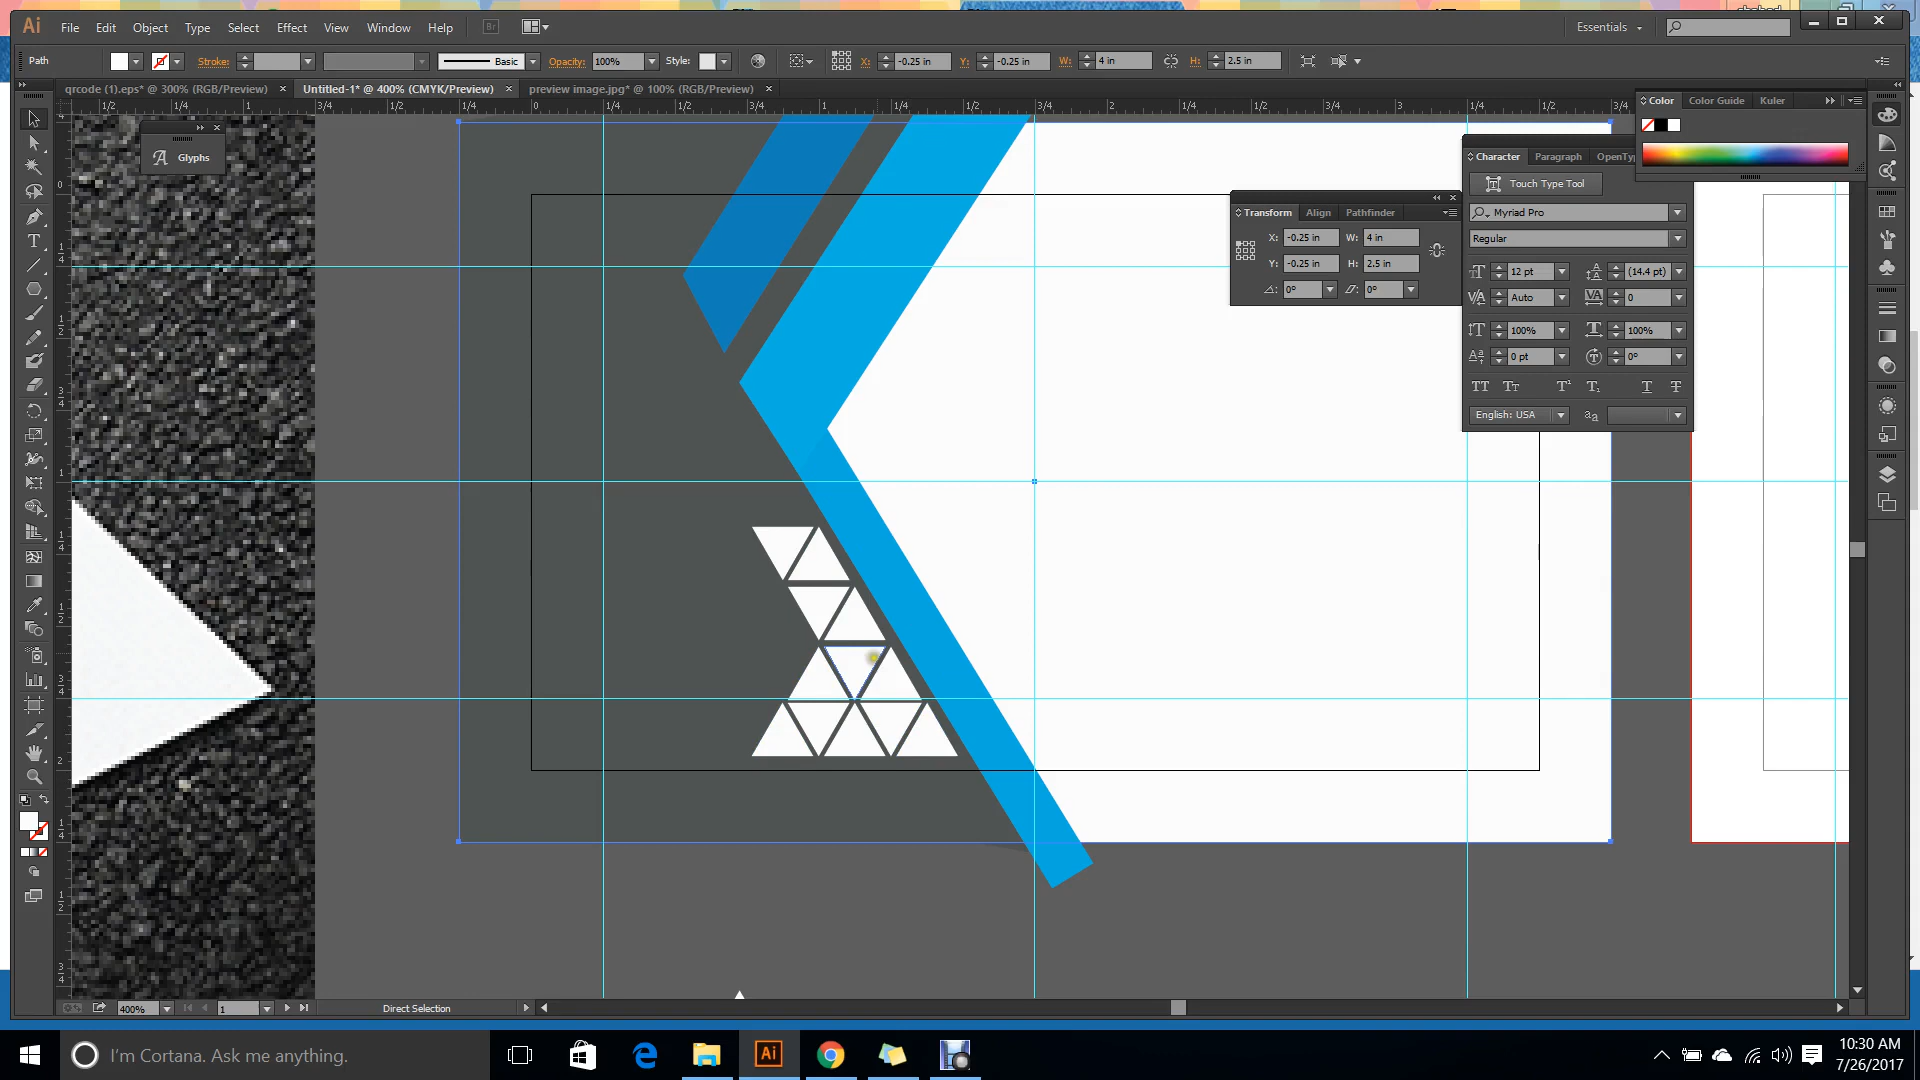 Ai File Edit Object Type Select Effect View Window Help Br Essentials
Path Stroke: Basic Opacity: 100% Style: X: -0.25 in Y: -0.25 in W: 4 in H: 2.5 in
qrcode (1).eps* @ 300% (RGB/Preview) × Untitled-1* @ 400% (CMYK/Preview) × preview image.jpg* @ 100% (RGB/Preview) ×
Color Color Guide Kuler
Glyphs
Character Paragraph OpenTyp
Touch Type Tool
Myriad Pro
Regular
12 pt (14.4 pt)
Auto 0
100% 100%
0 pt 0°
English: USA
Transform Align Pathfinder
X: -0.25 in W: 4 in
Y: -0.25 in H: 2.5 in
0° 0°
400% 1 Direct Selection
I'm Cortana. Ask me anything.
Ai
10:30 AM
7/26/2017